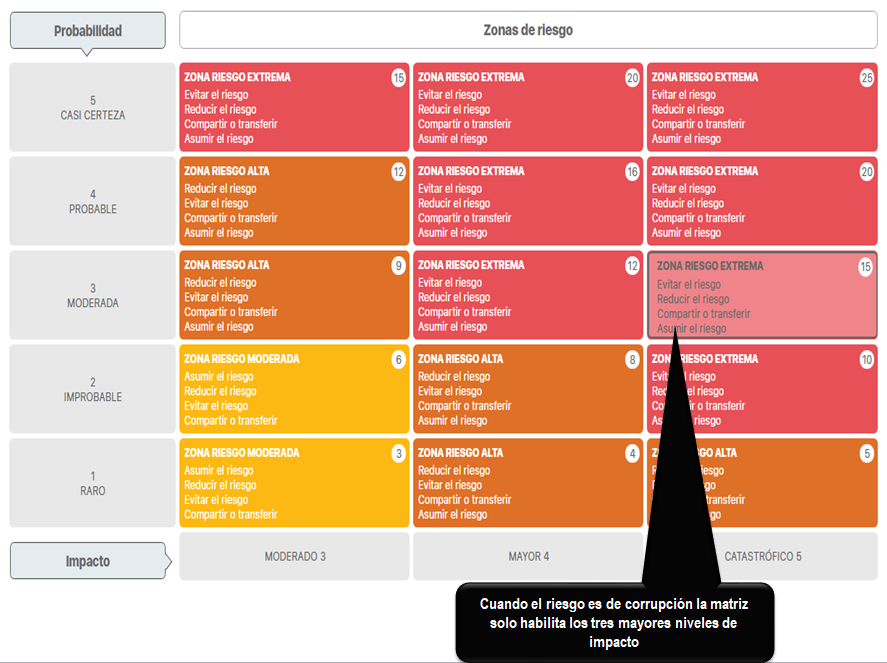 Probabilidad
Zonas de riesgo
5
CASI CERTEZA
ZONA RIESGO EXTREMA 15
Evitar el riesgo
Reducir el riesgo
Compartir o transferir
Asumir el riesgo
ZONA RIESGO EXTREMA 20
Evitar el riesgo
Reducir el riesgo
Compartir o transferir
Asumir el riesgo
ZONA RIESGO EXTREMA 25
Evitar el riesgo
Reducir el riesgo
Compartir o transferir
Asumir el riesgo
4
PROBABLE
ZONA RIESGO ALTA 12
Reducir el riesgo
Evitar el riesgo
Compartir o transferir
Asumir el riesgo
ZONA RIESGO EXTREMA 16
Evitar el riesgo
Reducir el riesgo
Compartir o transferir
Asumir el riesgo
ZONA RIESGO EXTREMA 20
Evitar el riesgo
Reducir el riesgo
Compartir o transferir
Asumir el riesgo
3
MODERADA
ZONA RIESGO ALTA 9
Reducir el riesgo
Evitar el riesgo
Compartir o transferir
Asumir el riesgo
ZONA RIESGO EXTREMA 12
Evitar el riesgo
Reducir el riesgo
Compartir o transferir
Asumir el riesgo
ZONA RIESGO EXTREMA 15
Evitar el riesgo
Reducir el riesgo
Compartir o transferir
Asumir el riesgo
2
IMPROBABLE
ZONA RIESGO MODERADA 6
Asumir el riesgo
Reducir el riesgo
Evitar el riesgo
Compartir o transferir
ZONA RIESGO ALTA 8
Reducir el riesgo
Evitar el riesgo
Compartir o transferir
Asumir el riesgo
ZONA RIESGO EXTREMA 10
el riesgo
el riesgo
o transferir
el riesgo
1
RARO
ZONA RIESGO MODERADA 3
Asumir el riesgo
Reducir el riesgo
Evitar el riesgo
Compartir o transferir
ZONA RIESGO ALTA 4
Reducir el riesgo
Evitar el riesgo
Compartir o transferir
Asumir el riesgo
ALTA 5
Impacto
MODERADO 3
MAYOR 4
CATASTRÓFICO 5
Cuando el riesgo es de corrupción la matriz
solo habilita los tres mayores niveles de
impacto